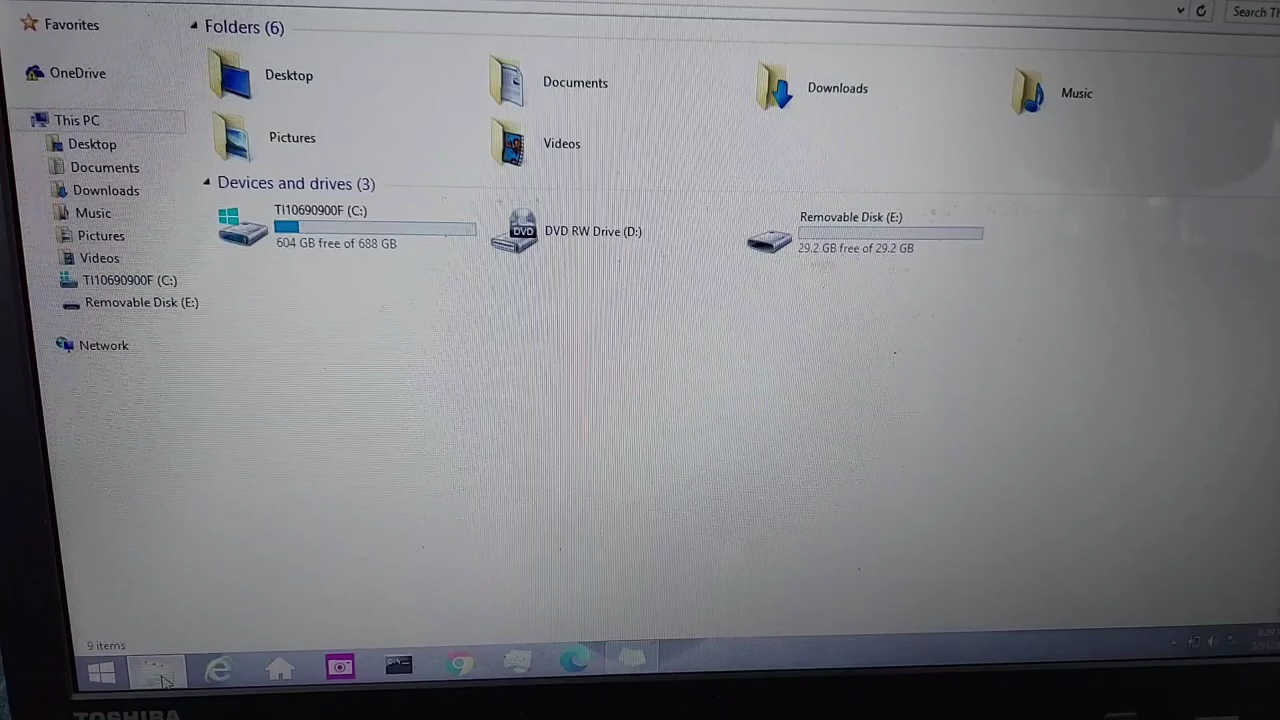 Search Th
Favorites
OneDrive
This PC
Desktop
Documents
Downloads
Music
Pictures
Videos
TI10690900F (C:)
Removable Disk (E:)
Network
Folders (6)
Desktop
Documents
Downloads
Music
Pictures
Videos
Devices and drives (3)
TI10690900F (C:)
604 GB free of 688 GB
DVD
DVD RW Drive (D:)
Removable Disk (E:)
29.2 GB free of 29.2 GB
9 items
TOSHIBA